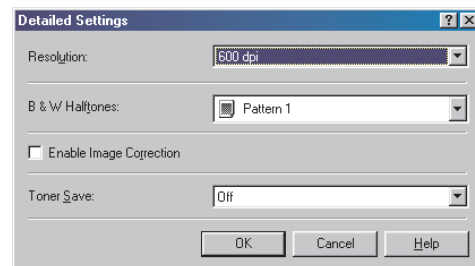 Detailed Settings
Resolution: 600 dpi
B & W Halftones: Pattern 1
Enable Image Correction
Toner Save: Off
OK Cancel Help